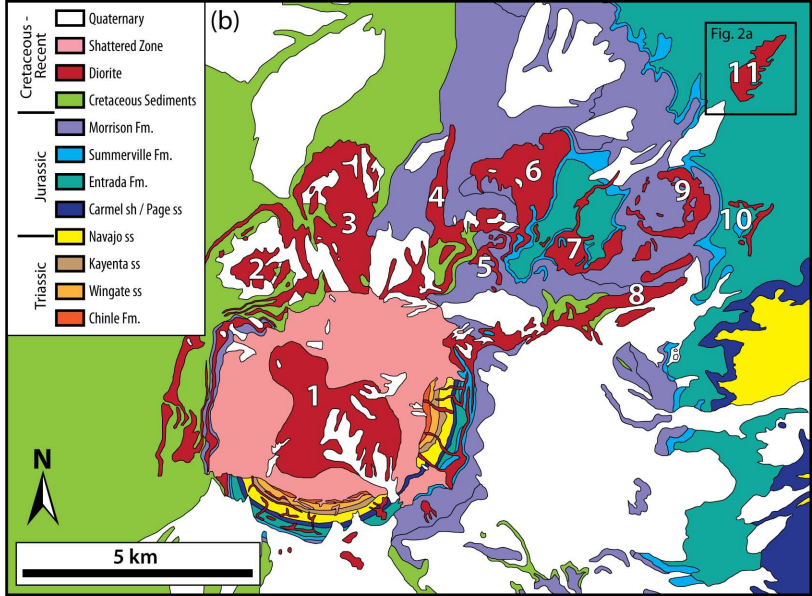 Cretaceous - Recent
Quaternary
Shattered Zone
Diorite
Cretaceous Sediments
Jurassic
Morrison Fm.
Summerville Fm.
Entrada Fm.
Carmel sh / Page ss
Triassic
Navajo ss
Kayenta ss
Wingate ss
Chinle Fm.
(b)
Fig. 2a
11
6
9
4
3
10
7
2
5
8
1
N
5 km